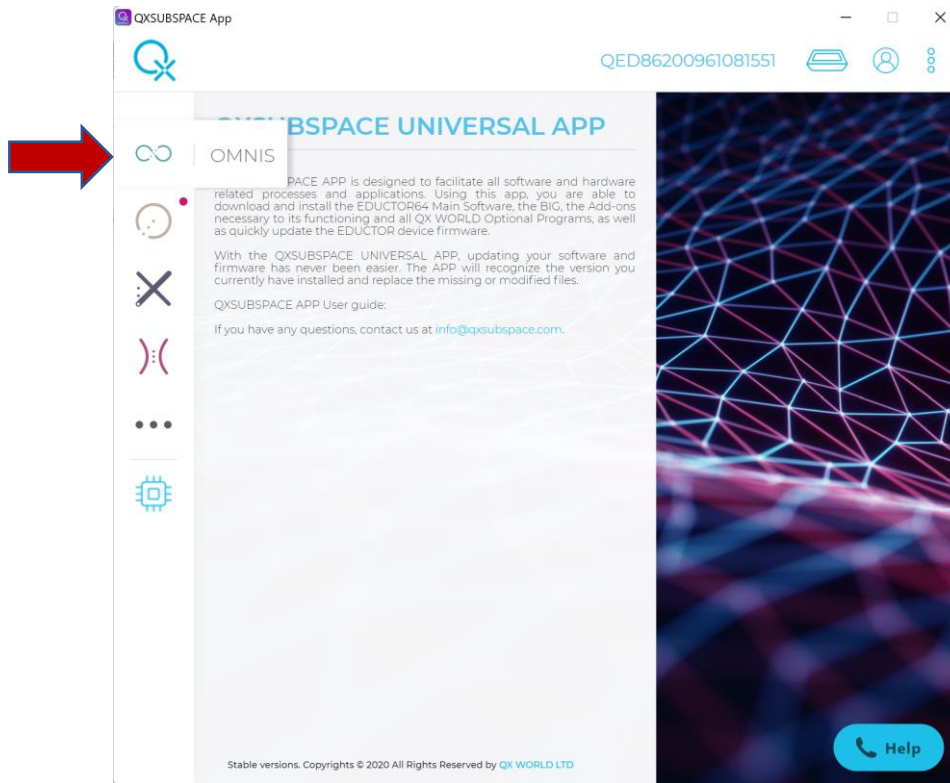 QXSUBSPACE App
QED86200961081551
BSPACE UNIVERSAL APP
OMNIS
PACE APP is designed to facilitate all software and hardware
related processes and applications. Using this app, you are able to
download and install the EDUCTOR64 Main Software, the BIG, the Add-ons
necessary to its functioning and all QX WORLD Optional Programs, as well
as quickly update the EDUCTOR device firmware.
With the QXSUBSPACE UNIVERSAL APP, updating your software and
firmware has never been easier. The APP will recognize the version you
currently have installed and replace the missing or modified files.
QXSUBSPACE APP User guide:
If you have any questions, contact us at info@qxsubspace.com.
Help
Stable versions. Copyrights © 2020 All Rights Reserved by QX WORLD LTD